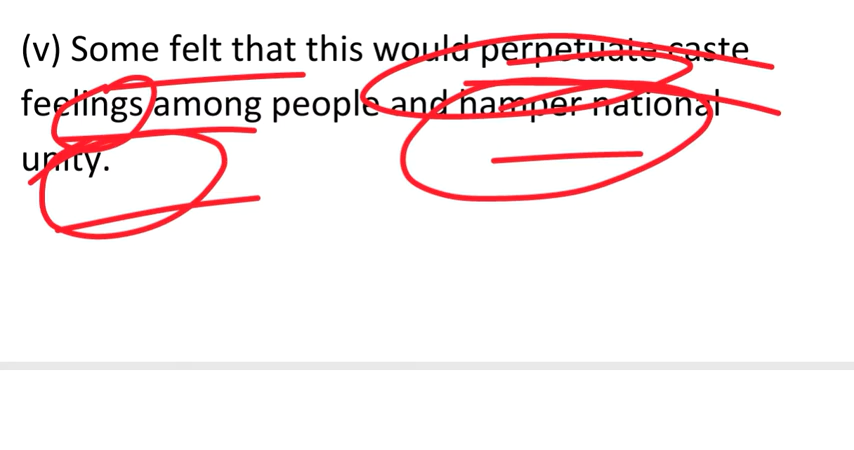 (v) Some felt that this would perpetuate caste
feelings among people and hamper national
unity.